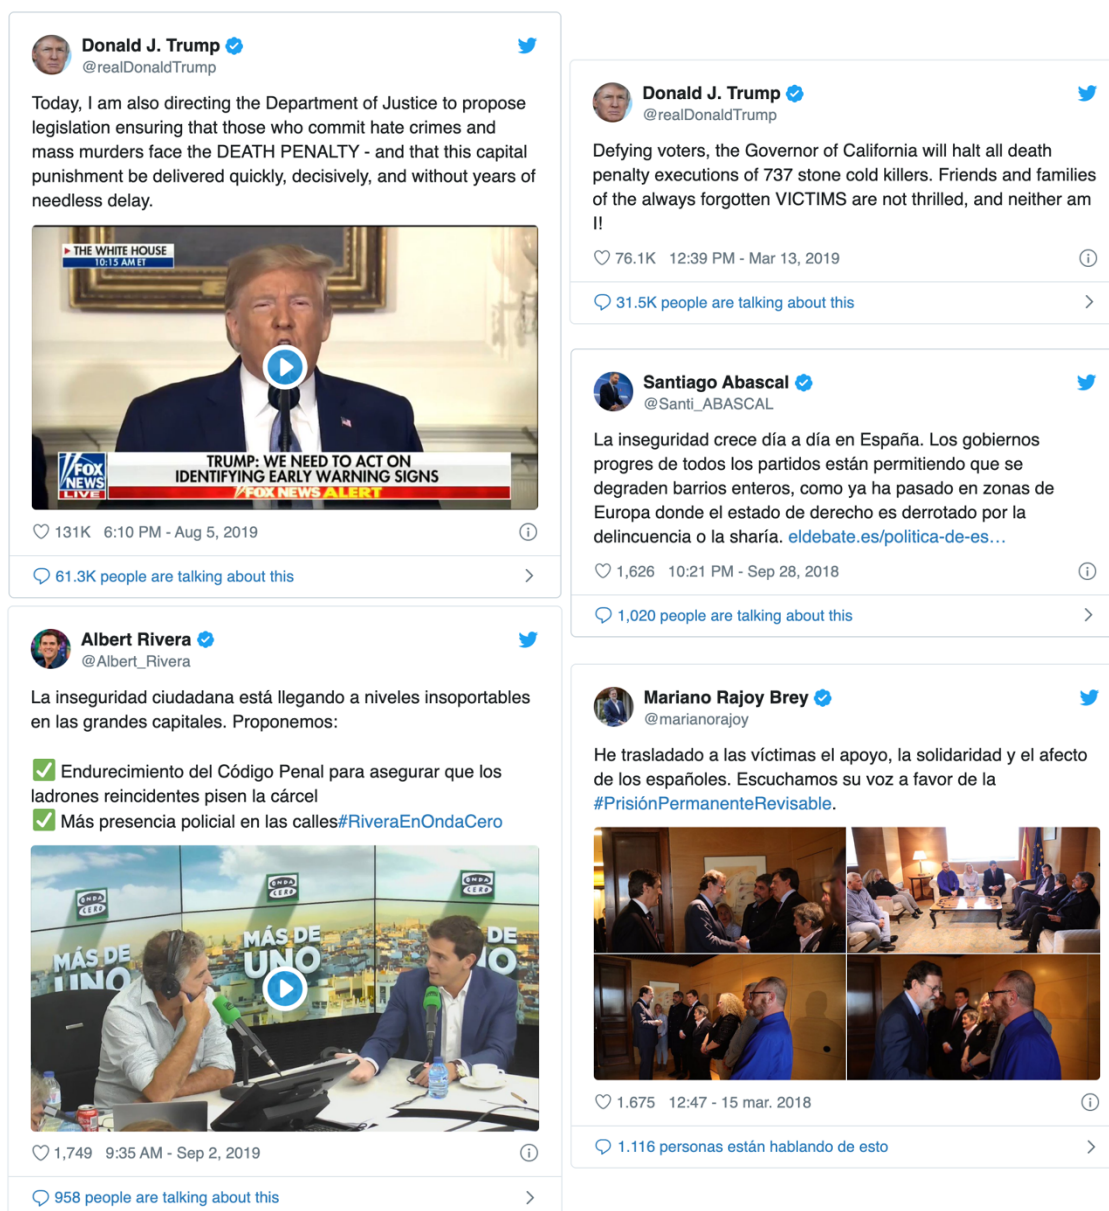 Donald J. Trump
@realDonaldTrump
Today, I am also directing the Department of Justice to propose
legislation ensuring that those who commit hate crimes and
mass murders face the DEATH PENALTY - and that this capital
punishment be delivered quickly, decisively, and without years of
needless delay.
THE WHITE HOUSE
10:15 AM ET
FOX
NEWS
LIVE
TRUMP: WE NEED TO ACT ON
IDENTIFYING EARLY WARNING SIGNS
FOX NEWS ALERT
131K 6:10 PM - Aug 5, 2019
61.3K people are talking about this
Albert Rivera
@Albert_Rivera
La inseguridad ciudadana está llegando a niveles insoportables
en las grandes capitales. Proponemos:
Endurecimiento del Código Penal para asegurar que los
ladrones reincidentes pisen la cárcel
Más presencia policial en las calles#RiveraEnOndaCero
ONDA
CERO
ONDA
CERO
ONDA
CERO
MÁS DE
UNO
MÁS DE
UNO
DE
NO
1,749 9:35 AM - Sep 2, 2019
958 people are talking about this
Donald J. Trump
@realDonaldTrump
Defying voters, the Governor of California will halt all death
penalty executions of 737 stone cold killers. Friends and families
of the always forgotten VICTIMS are not thrilled, and neither am
I!
76.1K 12:39 PM - Mar 13, 2019
31.5K people are talking about this
Santiago Abascal
@Santi_ABASCAL
La inseguridad crece día a día en España. Los gobiernos
progres de todos los partidos están permitiendo que se
degraden barrios enteros, como ya ha pasado en zonas de
Europa donde el estado de derecho es derrotado por la
delincuencia o la sharía. eldebate.es/politica-de-es…
1,626 10:21 PM - Sep 28, 2018
1,020 people are talking about this
Mariano Rajoy Brey
@marianorajoy
He trasladado a las víctimas el apoyo, la solidaridad y el afecto
de los españoles. Escuchamos su voz a favor de la
#PrisiónPermanenteRevisable.
1.675 12:47 - 15 mar. 2018
1.116 personas están hablando de esto